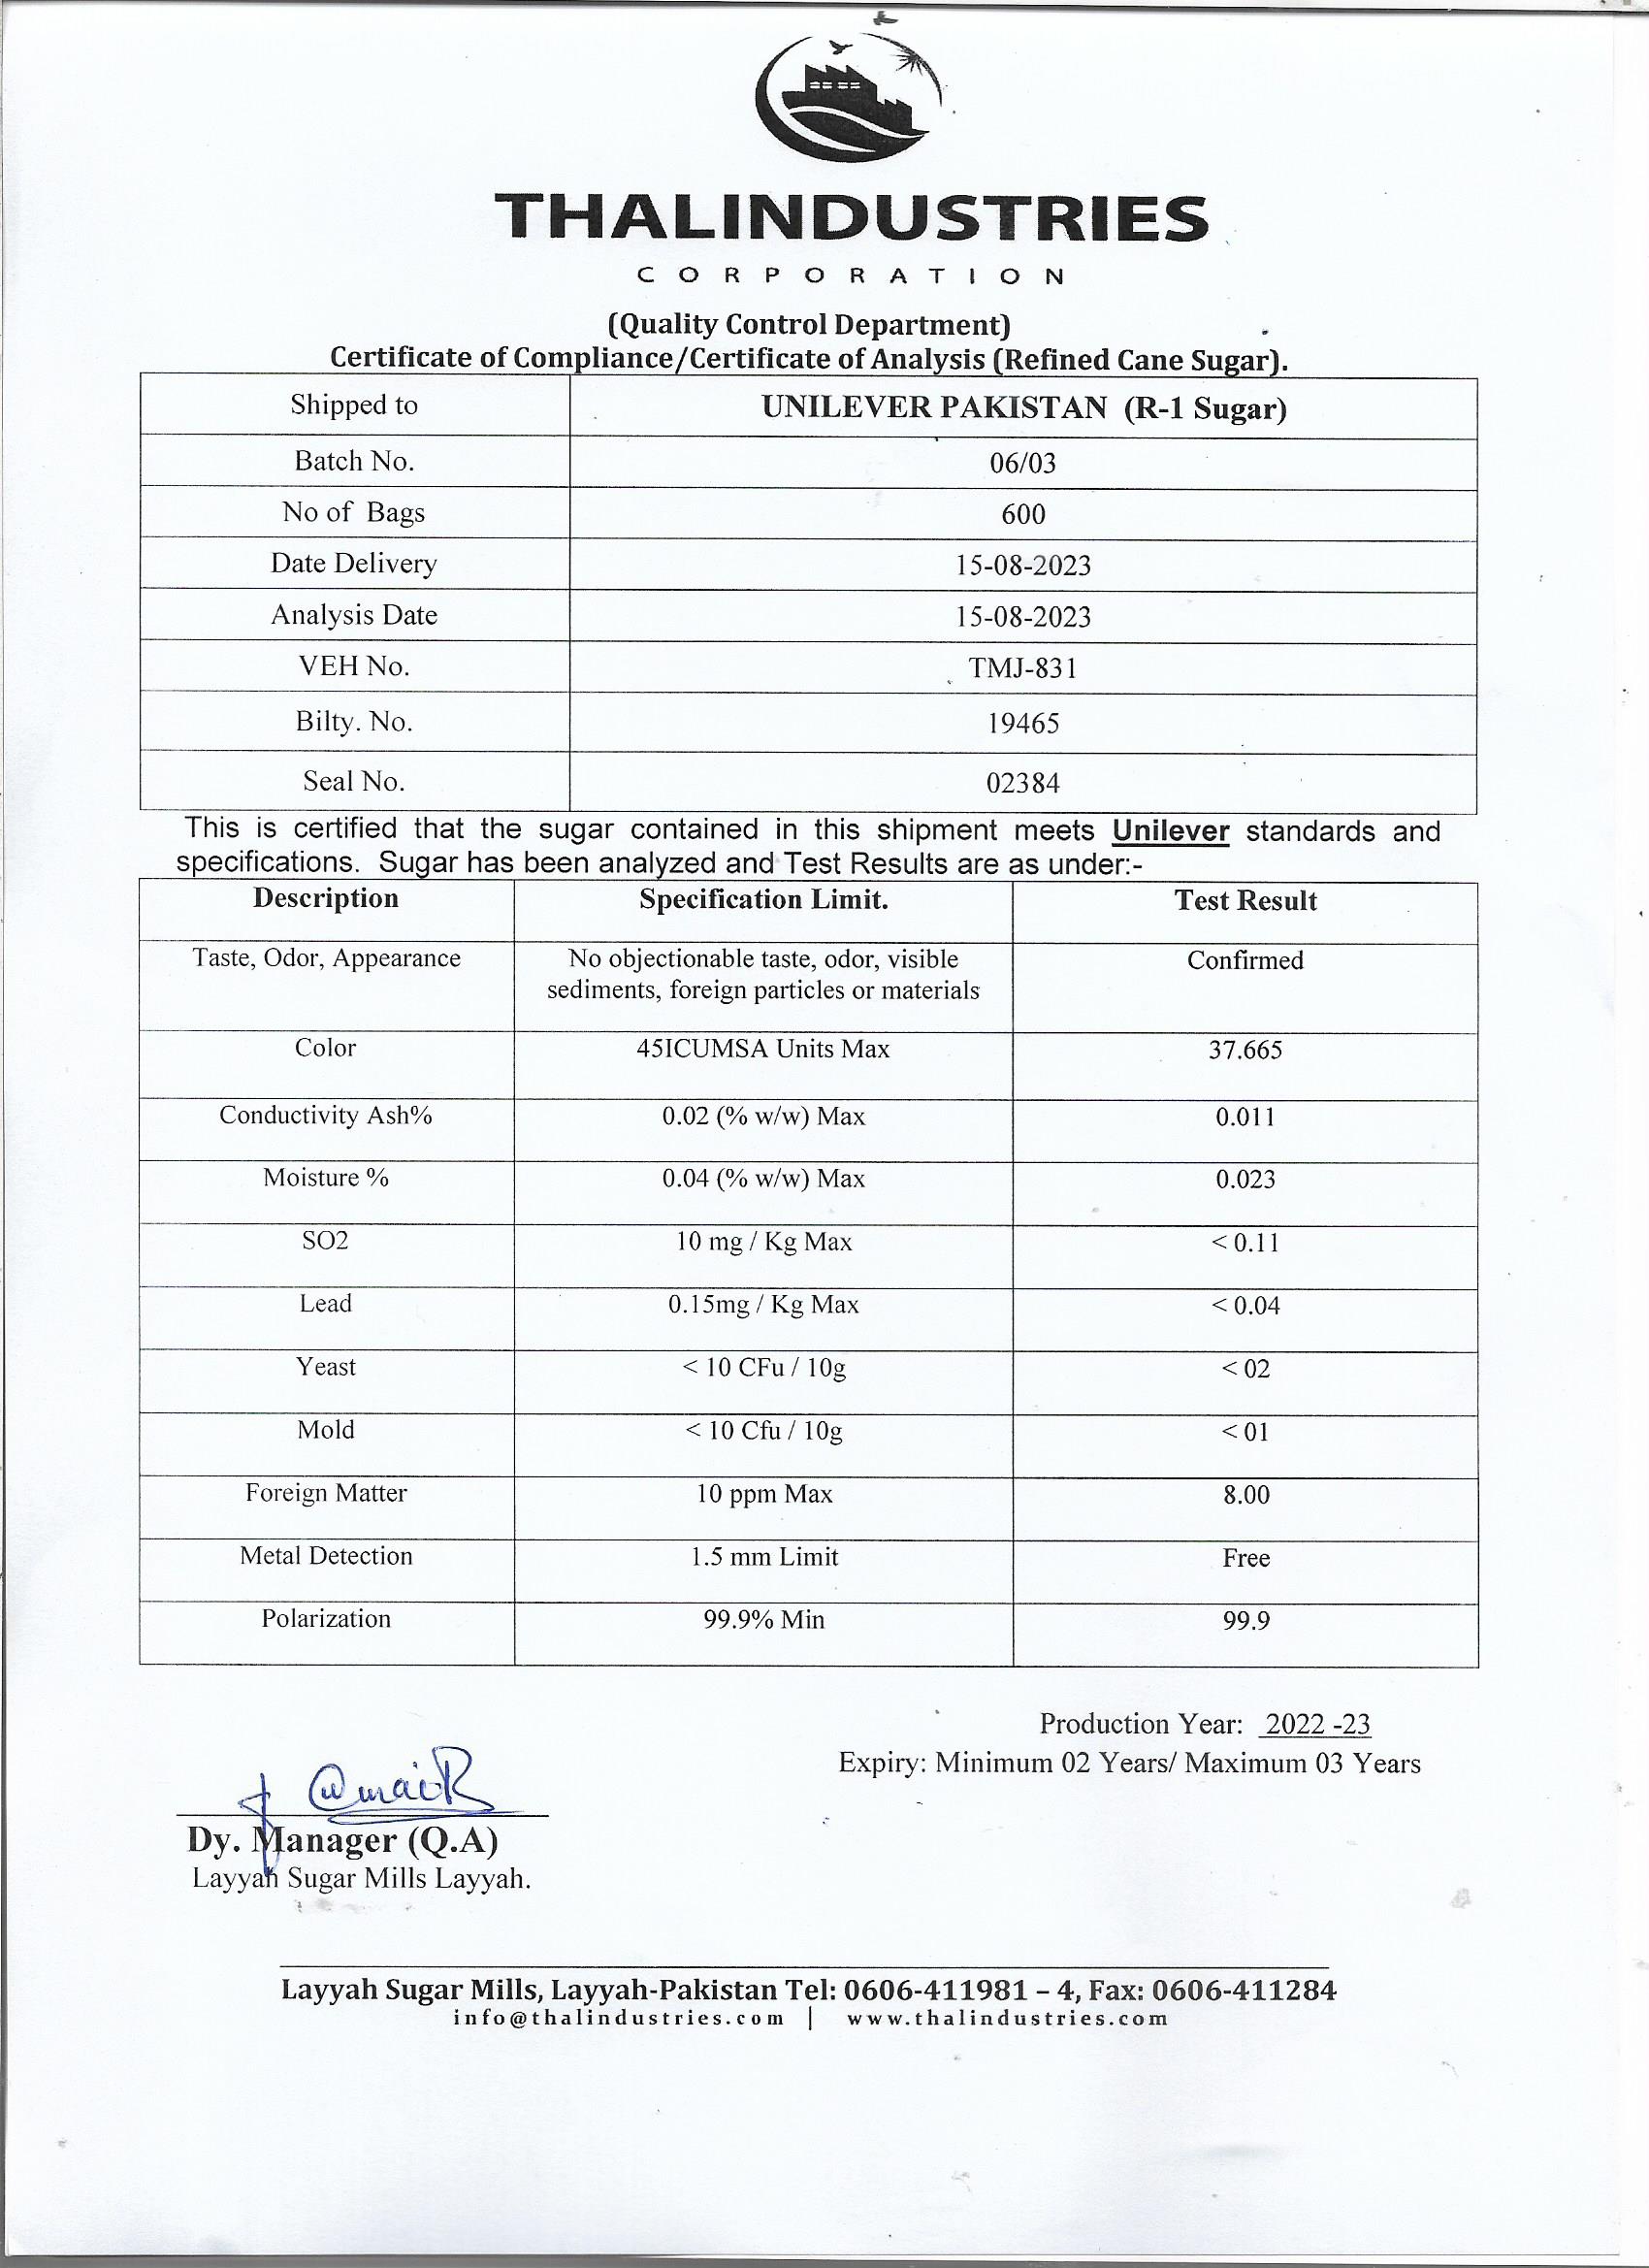 THALINDUSTRIES
CORPORATION
(Quality Control Department)
Certificate of Compliance/Certificate of Analysis (Refined Cane Sugar).
Shipped to UNILEVER PAKISTAN (R-1 Sugar)
Batch No. 06/03
No of Bags 600
Date Delivery 15-08-2023
Analysis Date 15-08-2023
VEH No. TMJ-831
Bilty. No. 19465
Seal No. 02384
This is certified that the sugar contained in this shipment meets Unilever standards and
specifications. Sugar has been analyzed and Test Results are as under:-
Description Specification Limit. Test Result
Taste, Odor, Appearance No objectionable taste, odor, visible Confirmed
sediments, foreign particles or materials
Color 45ICUMSA Units Max 37.665
Conductivity Ash% 0.02 (% w/w) Max 0.011
Moisture % 0.04 (% w/w) Max 0.023
SO2 10 mg / Kg Max < 0.11
Lead 0.15mg / Kg Max < 0.04
Yeast < 10 CFu / 10g < 02
Mold < 10 Cfu / 10g < 01
Foreign Matter 10 ppm Max 8.00
Metal Detection 1.5 mm Limit Free
Polarization 99.9% Min 99.9
Production Year: 2022 -23
Expiry: Minimum 02 Years/ Maximum 03 Years
Dy. Manager (Q.A)
Layyah Sugar Mills Layyah.
Layyah Sugar Mills, Layyah-Pakistan Tel: 0606-411981 – 4, Fax: 0606-411284
info@thalindustries.com | www.thalindustries.com